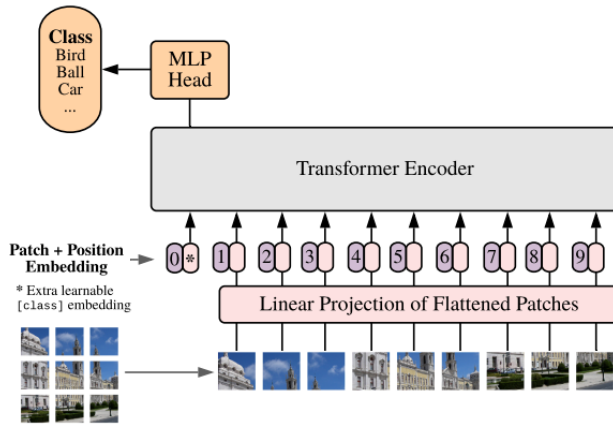 Class
Bird
Ball
Car
...
MLP
Head
Transformer Encoder
Patch + Position
Embedding
0 * 1 2 3 4 5 6 7 8 9
* Extra learnable
[class] embedding
Linear Projection of Flattened Patches